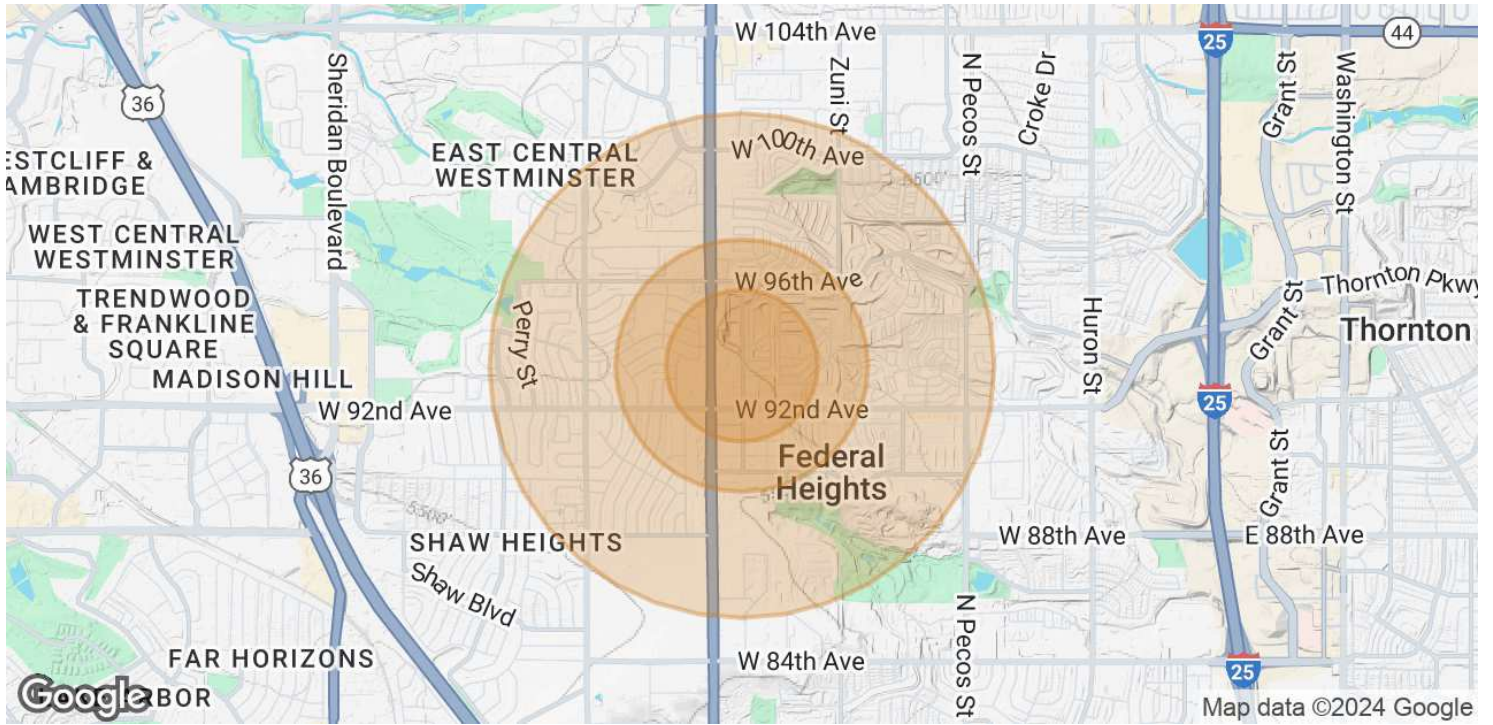 W 104th Ave
44
25
36
Sheridan Boulevard
Zuni St
N Pecos St
Croke Dr
Grant St
Washington St
EAST CENTRAL
WESTMINSTER
W 100th Ave
5500'
ESTCLIFF &
AMBRIDGE
WEST CENTRAL
WESTMINSTER
W 96th Ave
Thornton Pkwy
TRENDWOOD
& FRANKLINE
SQUARE
Perry St
Huron St
Grant St
Thornton
MADISON HILL
W 92nd Ave
W 92nd Ave
25
36
Federal
Heights
Grant St
5500'
SHAW HEIGHTS
W 88th Ave
E 88th Ave
Shaw Blvd
N Pecos St
FAR HORIZONS
W 84th Ave
25
Google
RBOR
Map data ©2024 Google